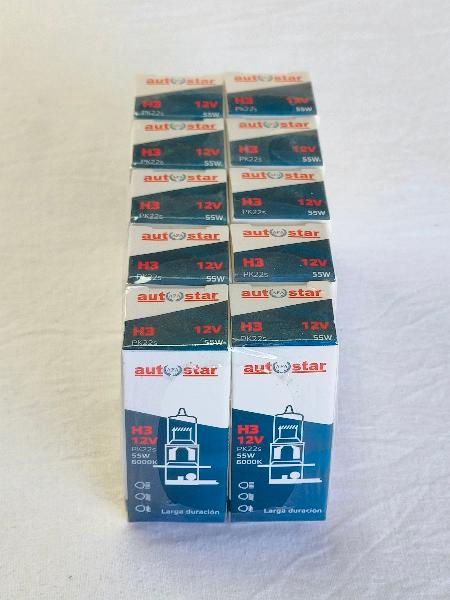 autostar autostar
H3 12V H3 12V
PK22s 55W PK22s 55W
autostar autostar
H3 12V H3 12V
PK22s 55W PK22s 55W
autostar autostar
H3 12V H3 12V
PK22s 55W PK22s 55W
autostar autostar
H3 12V H3 12V
PK22s 55W PK22s 55W
autostar autostar
H3 12V H3 12V
PK22s 55W PK22s 55W
autostar autostar
H3 H3
12V 12V
PK22s PK22s
55W 55W
6000K 6000K
Larga duración Larga duración